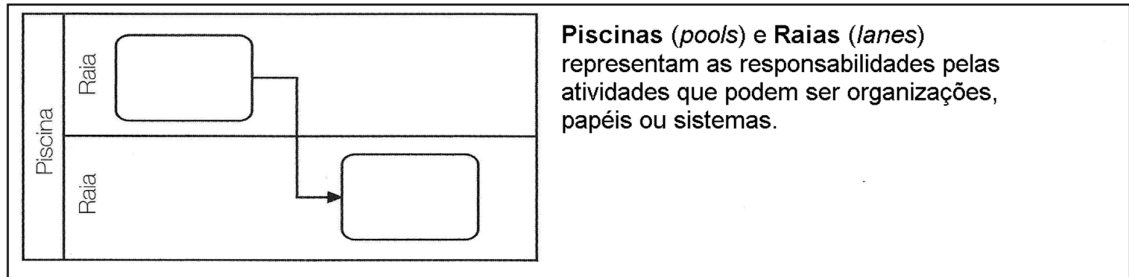 Piscina
Raia
Raia
Piscinas (pools) e Raias (lanes)
representam as responsabilidades pelas
atividades que podem ser organizações,
papéis ou sistemas.